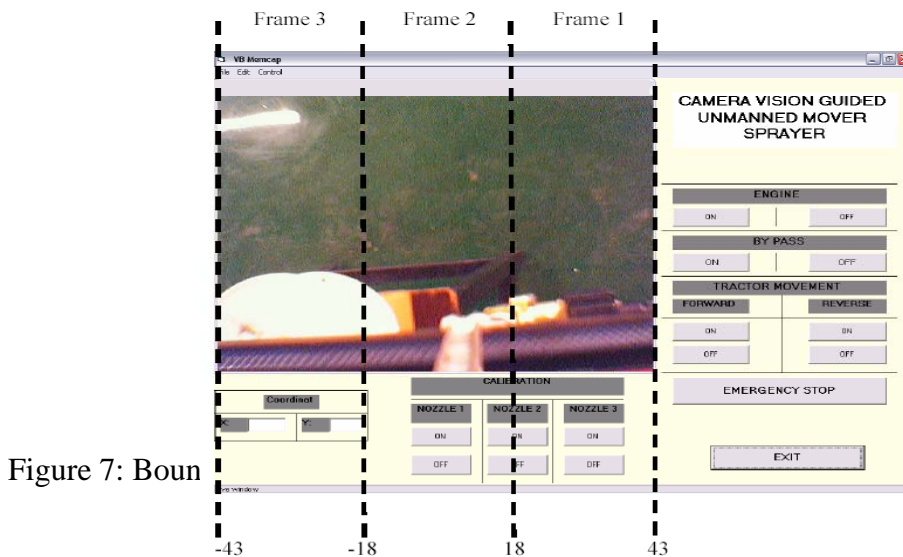 Frame 3 Frame 2 Frame 1
VB Memcap
File Edit Control
CAMERA VISION GUIDED
UNMANNED MOVER
SPRAYER
ENGINE
ON OFF
BY PASS
ON OFF
TRACTOR MOVEMENT
FORWARD REVERSE
ON ON
OFF OFF
EMERGENCY STOP
EXIT
CALIBRATION
NOZZLE 1 NOZZLE 2 NOZZLE 3
ON ON ON
OFF OFF OFF
Coordinat
X: Y:
Figure 7: Boun
window
-43 -18 18 43